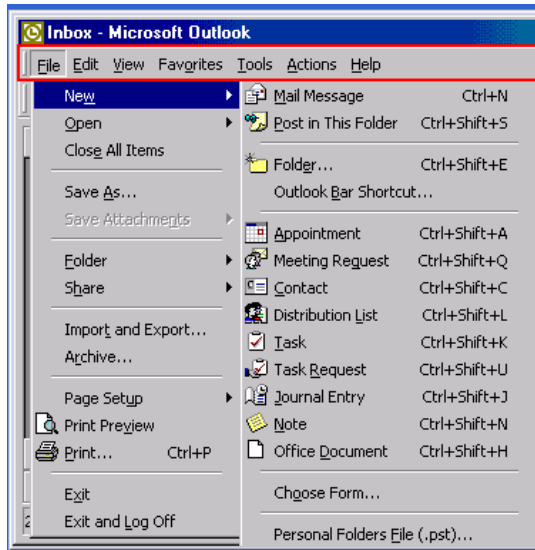 Inbox - Microsoft Outlook
File Edit View Favorites Tools Actions Help
New
Open
Close All Items
Save As...
Save Attachments
Folder
Share
Import and Export...
Archive...
Page Setup
Print Preview
Print... Ctrl+P
Exit
Exit and Log Off
Mail Message Ctrl+N
Post in This Folder Ctrl+Shift+S
Folder... Ctrl+Shift+E
Outlook Bar Shortcut...
Appointment Ctrl+Shift+A
Meeting Request Ctrl+Shift+Q
Contact Ctrl+Shift+C
Distribution List Ctrl+Shift+L
Task Ctrl+Shift+K
Task Request Ctrl+Shift+U
Journal Entry Ctrl+Shift+J
Note Ctrl+Shift+N
Office Document Ctrl+Shift+H
Choose Form...
Personal Folders File (.pst)...
2